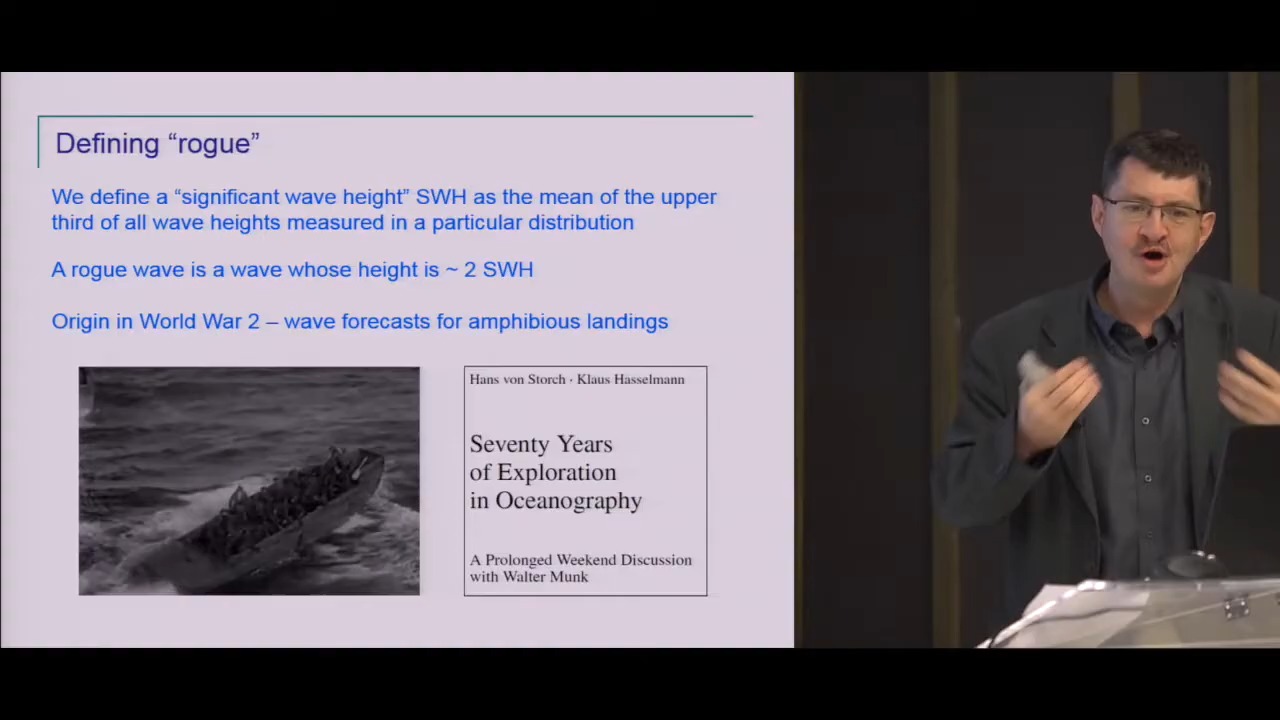 Defining “rogue”
We define a “significant wave height” SWH as the mean of the upper
third of all wave heights measured in a particular distribution
A rogue wave is a wave whose height is ~ 2 SWH
Origin in World War 2 – wave forecasts for amphibious landings
Hans von Storch · Klaus Hasselmann
Seventy Years
of Exploration
in Oceanography
A Prolonged Weekend Discussion
with Walter Munk